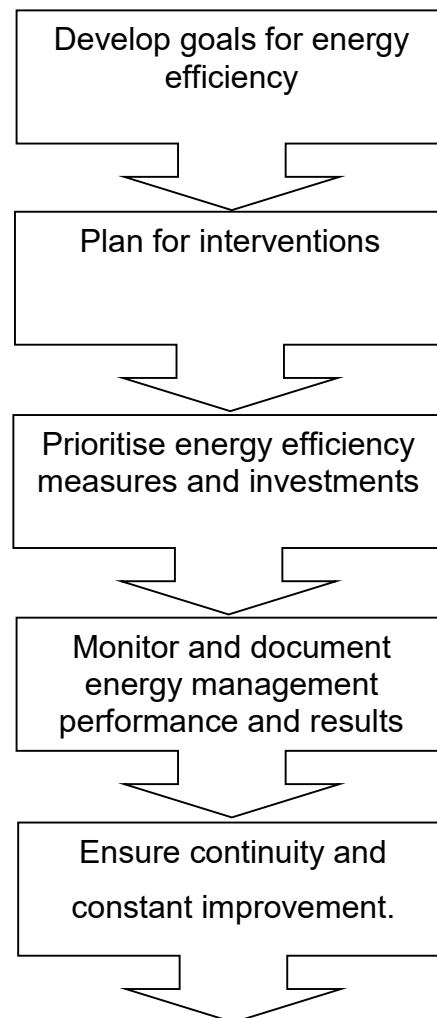 Develop goals for energy
efficiency
Plan for interventions
Prioritise energy efficiency
measures and investments
Monitor and document
energy management
performance and results
Ensure continuity and
constant improvement.